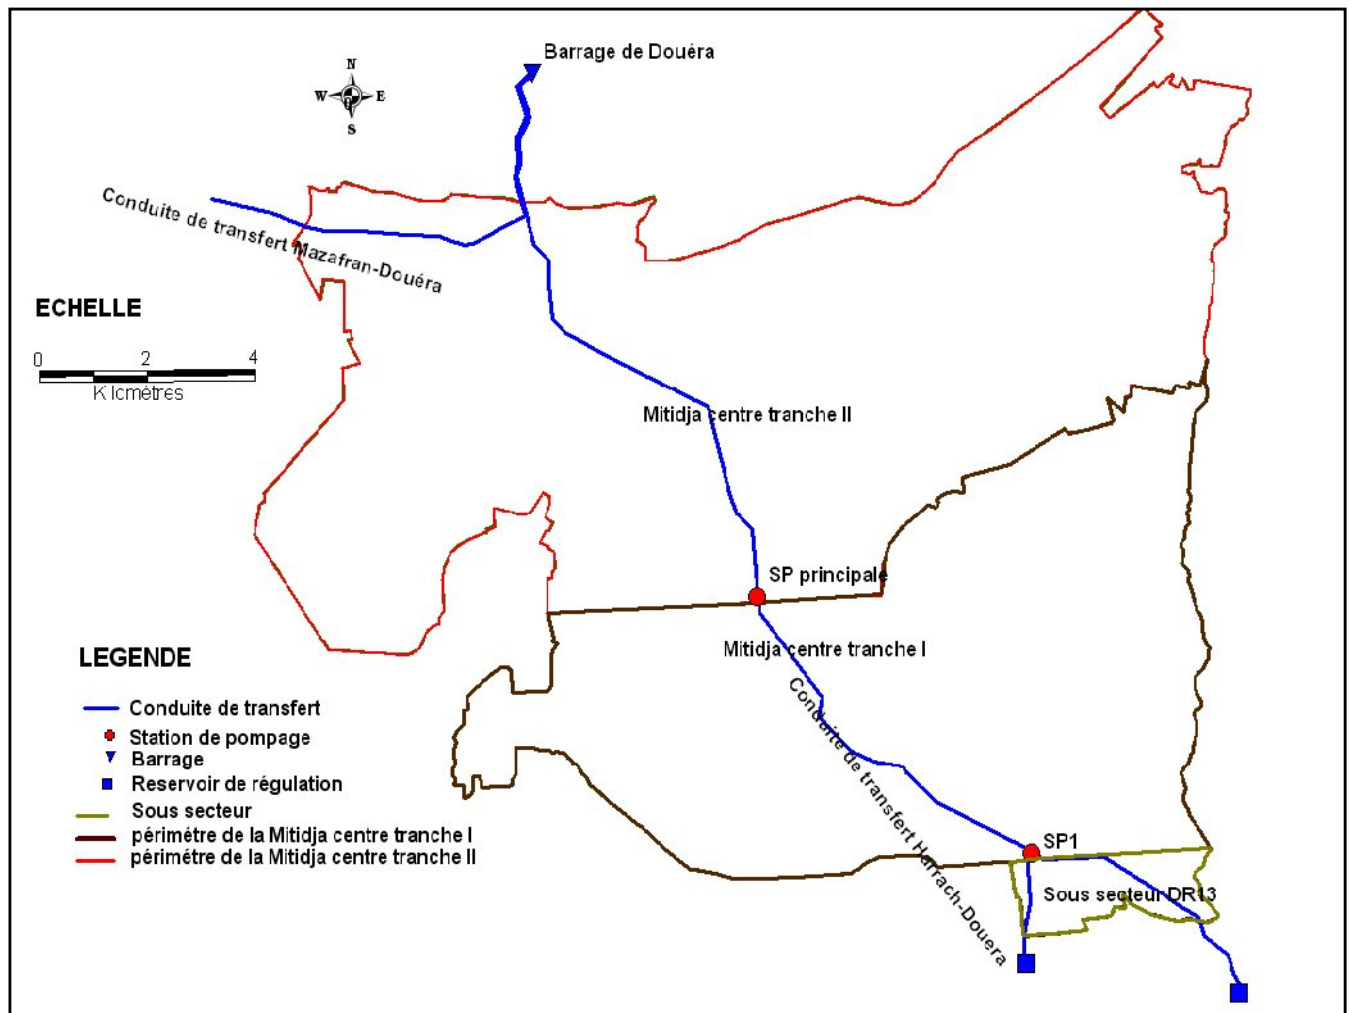 Barrage de Douéra
N
W
E
S
Conduite de transfert Mazafran-Douéra
ECHELLE
0 2 4
Kilométres
Mitidja centre tranche II
SP principale
Mitidja centre tranche I
Conduite de transfert Harrach-Douera
LEGENDE
Conduite de transfert
Station de pompage
Barrage
Reservoir de régulation
Sous secteur
périmétre de la Mitidja centre tranche I
périmétre de la Mitidja centre tranche II
SP1
Sous secteur DR13